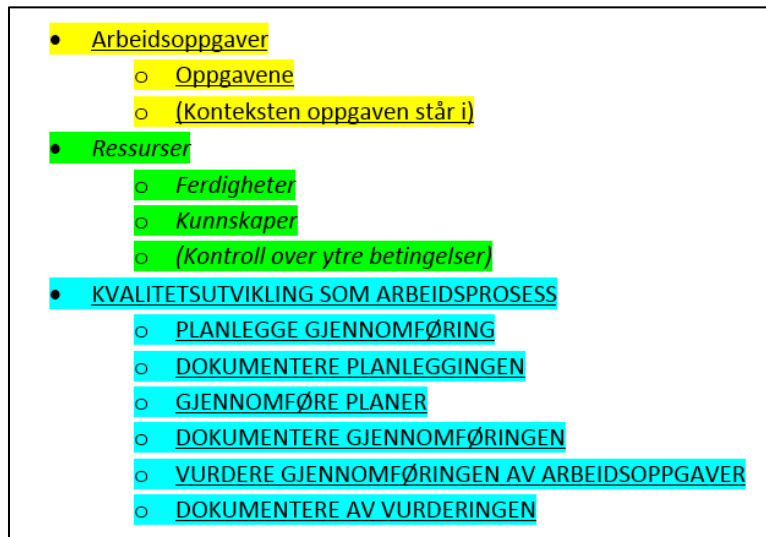 • Arbeidsoppgaver
o Oppgavene
o (Konteksten oppgaven står i)
• Ressurser
o Ferdigheter
o Kunnskaper
o (Kontroll over ytre betingelser)
• KVALITETSUTVIKLING SOM ARBEIDSPROSESS
o PLANLEGGE GJENNOMFØRING
o DOKUMENTERE PLANLEGGINGEN
o GJENNOMFØRE PLANER
o DOKUMENTERE GJENNOMFØRINGEN
o VURDERE GJENNOMFØRINGEN AV ARBEIDSOPPGAVER
o DOKUMENTERE AV VURDERINGEN